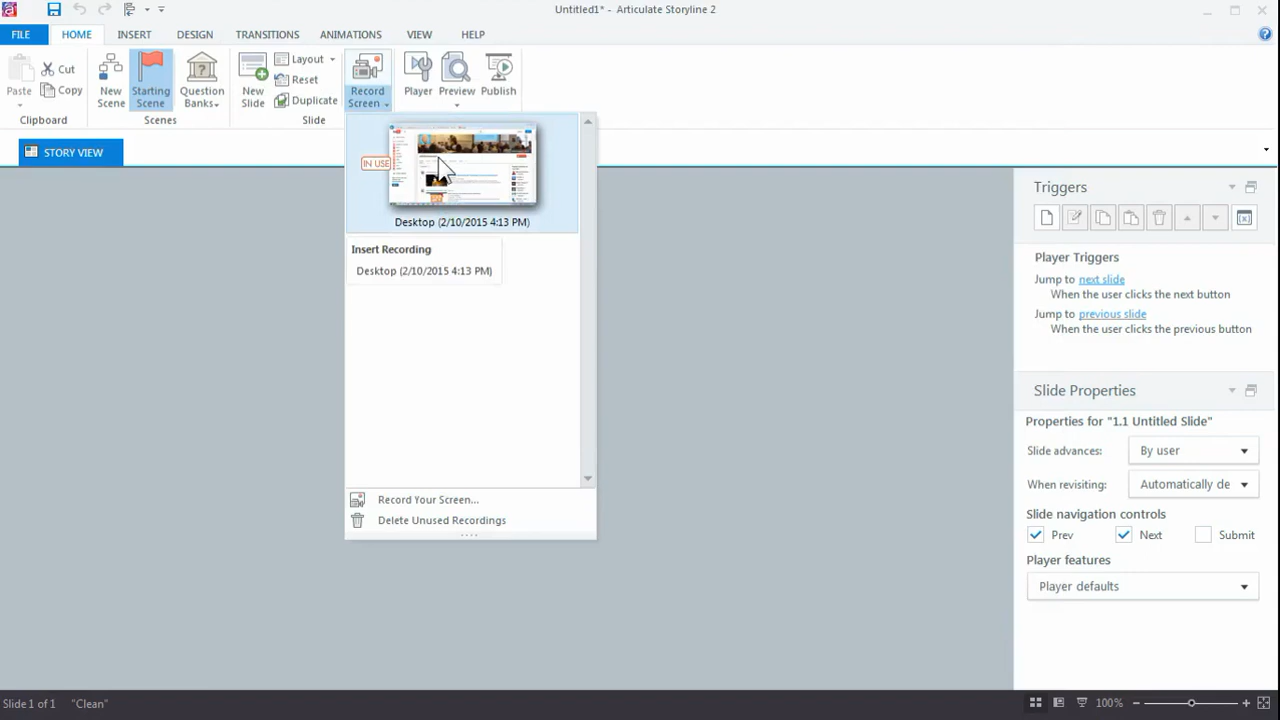 Untitled1* - Articulate Storyline 2
FILE
HOME
INSERT
DESIGN
TRANSITIONS
ANIMATIONS
VIEW
HELP
Paste
Cut
Copy
Clipboard
New Scene
Starting Scene
Question Banks
Scenes
New Slide
Layout
Reset
Duplicate
Slide
Record Screen
Player
Preview
Publish
STORY VIEW
IN USE
Desktop (2/10/2015 4:13 PM)
Insert Recording
Desktop (2/10/2015 4:13 PM)
Record Your Screen...
Delete Unused Recordings
Triggers
Player Triggers
Jump to next slide
When the user clicks the next button
Jump to previous slide
When the user clicks the previous button
Slide Properties
Properties for "1.1 Untitled Slide"
Slide advances: By user
When revisiting: Automatically de
Slide navigation controls
Prev Next Submit
Player features
Player defaults
Slide 1 of 1 "Clean" 100%